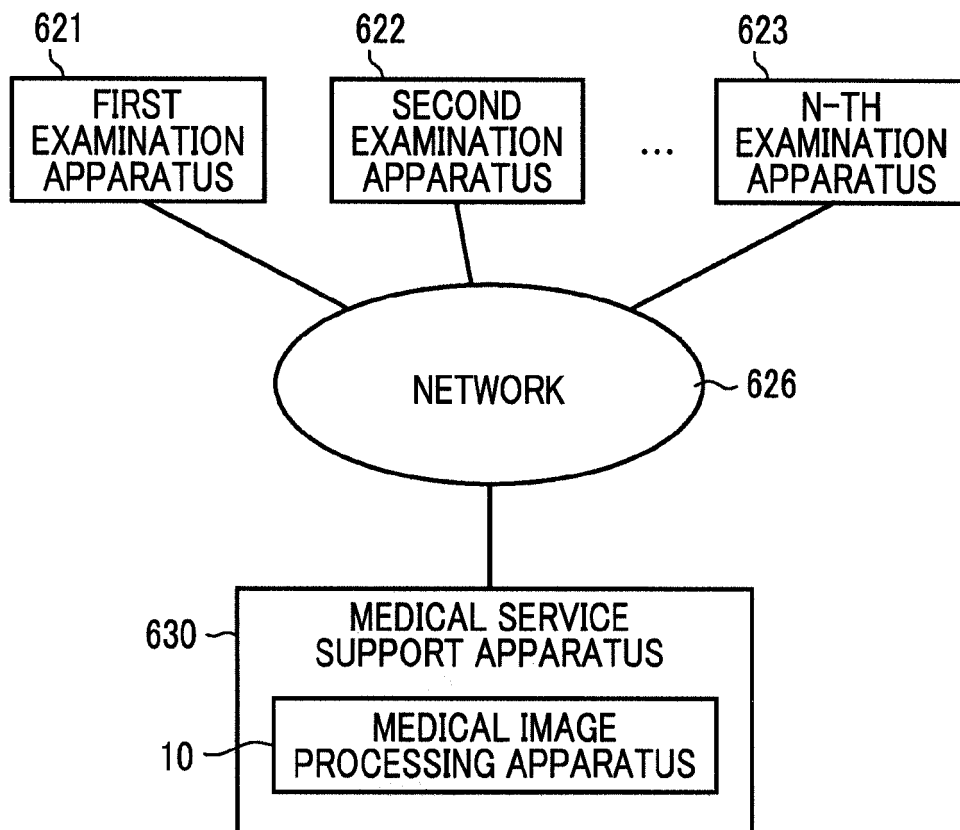 621
622
623
FIRST
EXAMINATION
APPARATUS
SECOND
EXAMINATION
APPARATUS
...
N-TH
EXAMINATION
APPARATUS
NETWORK
626
630
MEDICAL SERVICE
SUPPORT APPARATUS
10
MEDICAL IMAGE
PROCESSING APPARATUS